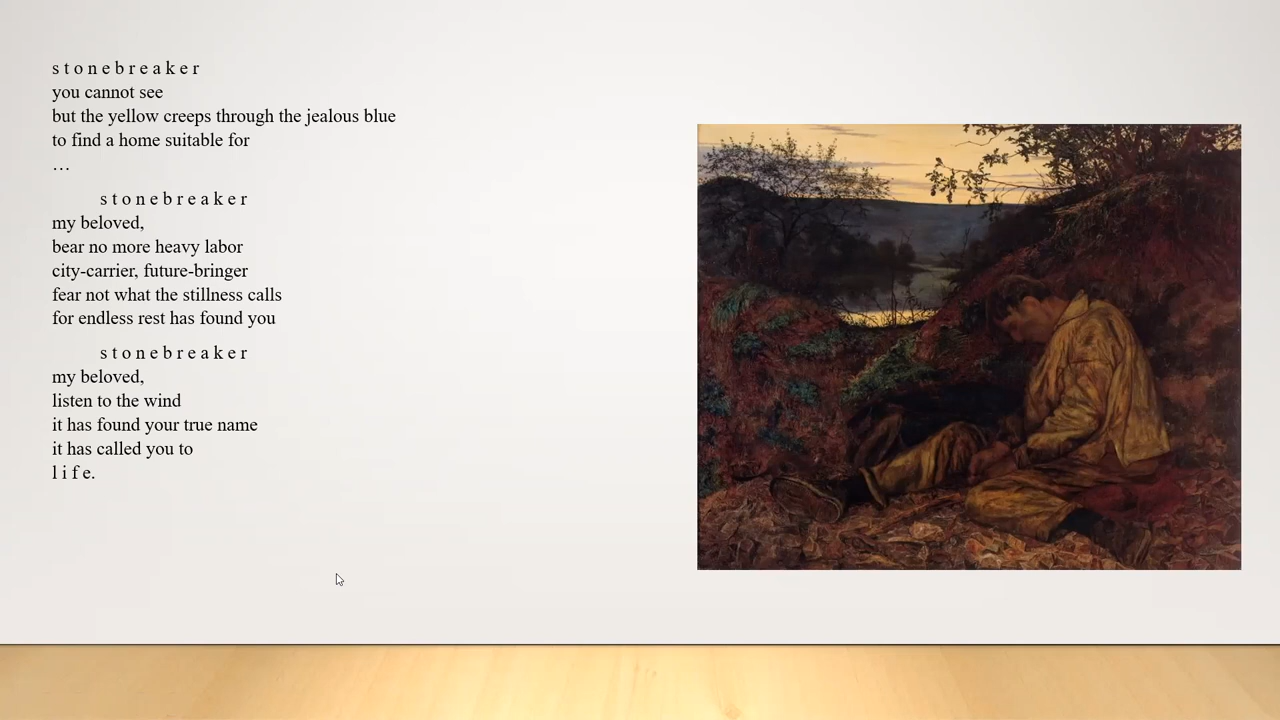 s t o n e b r e a k e r
you cannot see
but the yellow creeps through the jealous blue
to find a home suitable for
…
s t o n e b r e a k e r
my beloved,
bear no more heavy labor
city-carrier, future-bringer
fear not what the stillness calls
for endless rest has found you
s t o n e b r e a k e r
my beloved,
listen to the wind
it has found your true name
it has called you to
l i f e.